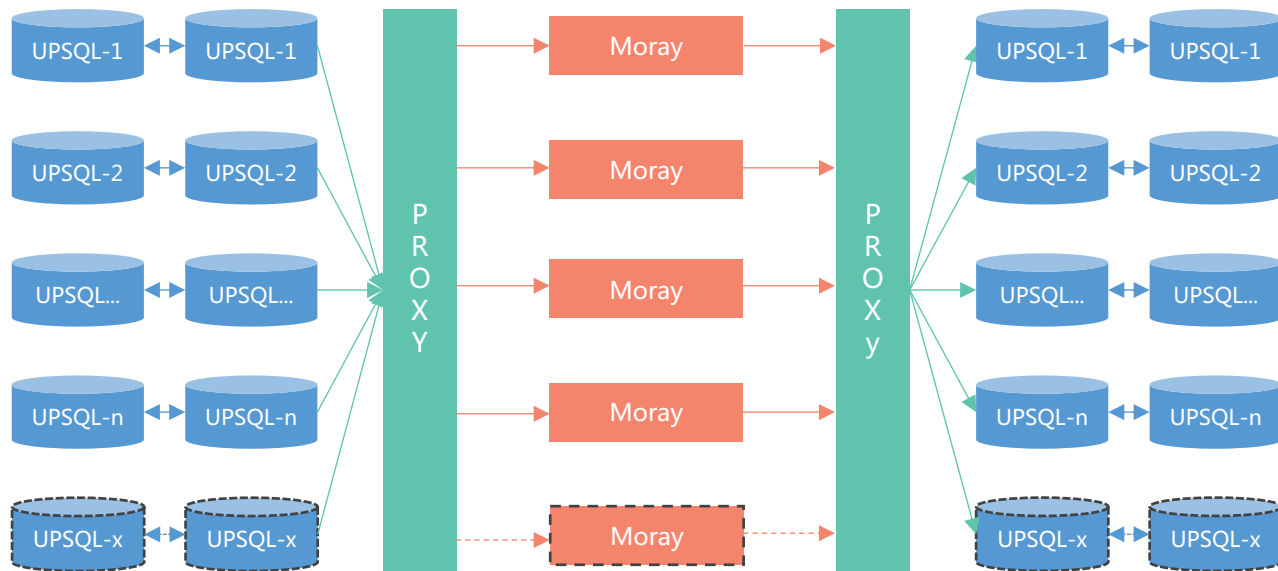 UPSQL-1
UPSQL-1
Moray
UPSQL-1
UPSQL-1
UPSQL-2
UPSQL-2
Moray
UPSQL-2
UPSQL-2
P
R
O
X
Y
P
R
O
X
y
UPSQL...
UPSQL...
Moray
UPSQL...
UPSQL...
UPSQL-n
UPSQL-n
Moray
UPSQL-n
UPSQL-n
UPSQL-x
UPSQL-x
Moray
UPSQL-x
UPSQL-x